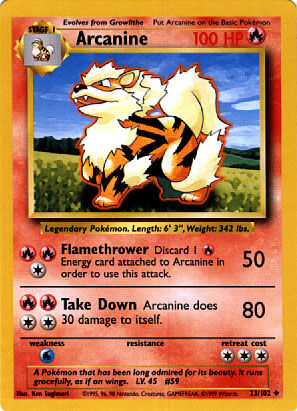 Evolves from Growlithe Put Arcanine on the Basic Pokémon
STAGE 1
Arcanine 100 HP
Legendary Pokémon. Length: 6' 3", Weight: 342 lbs.
Flamethrower Discard 1
Energy card attached to Arcanine in
order to use this attack.
50
Take Down Arcanine does
30 damage to itself.
80
weakness resistance retreat cost
A Pokémon that has been long admired for its beauty. It runs
gracefully, as if on wings. LV. 45 #59
Illus. Ken Sugimori ©1995, 96, 98 Nintendo, Creatures, GAMEFREAK. ©1999 Wizards. 23/102